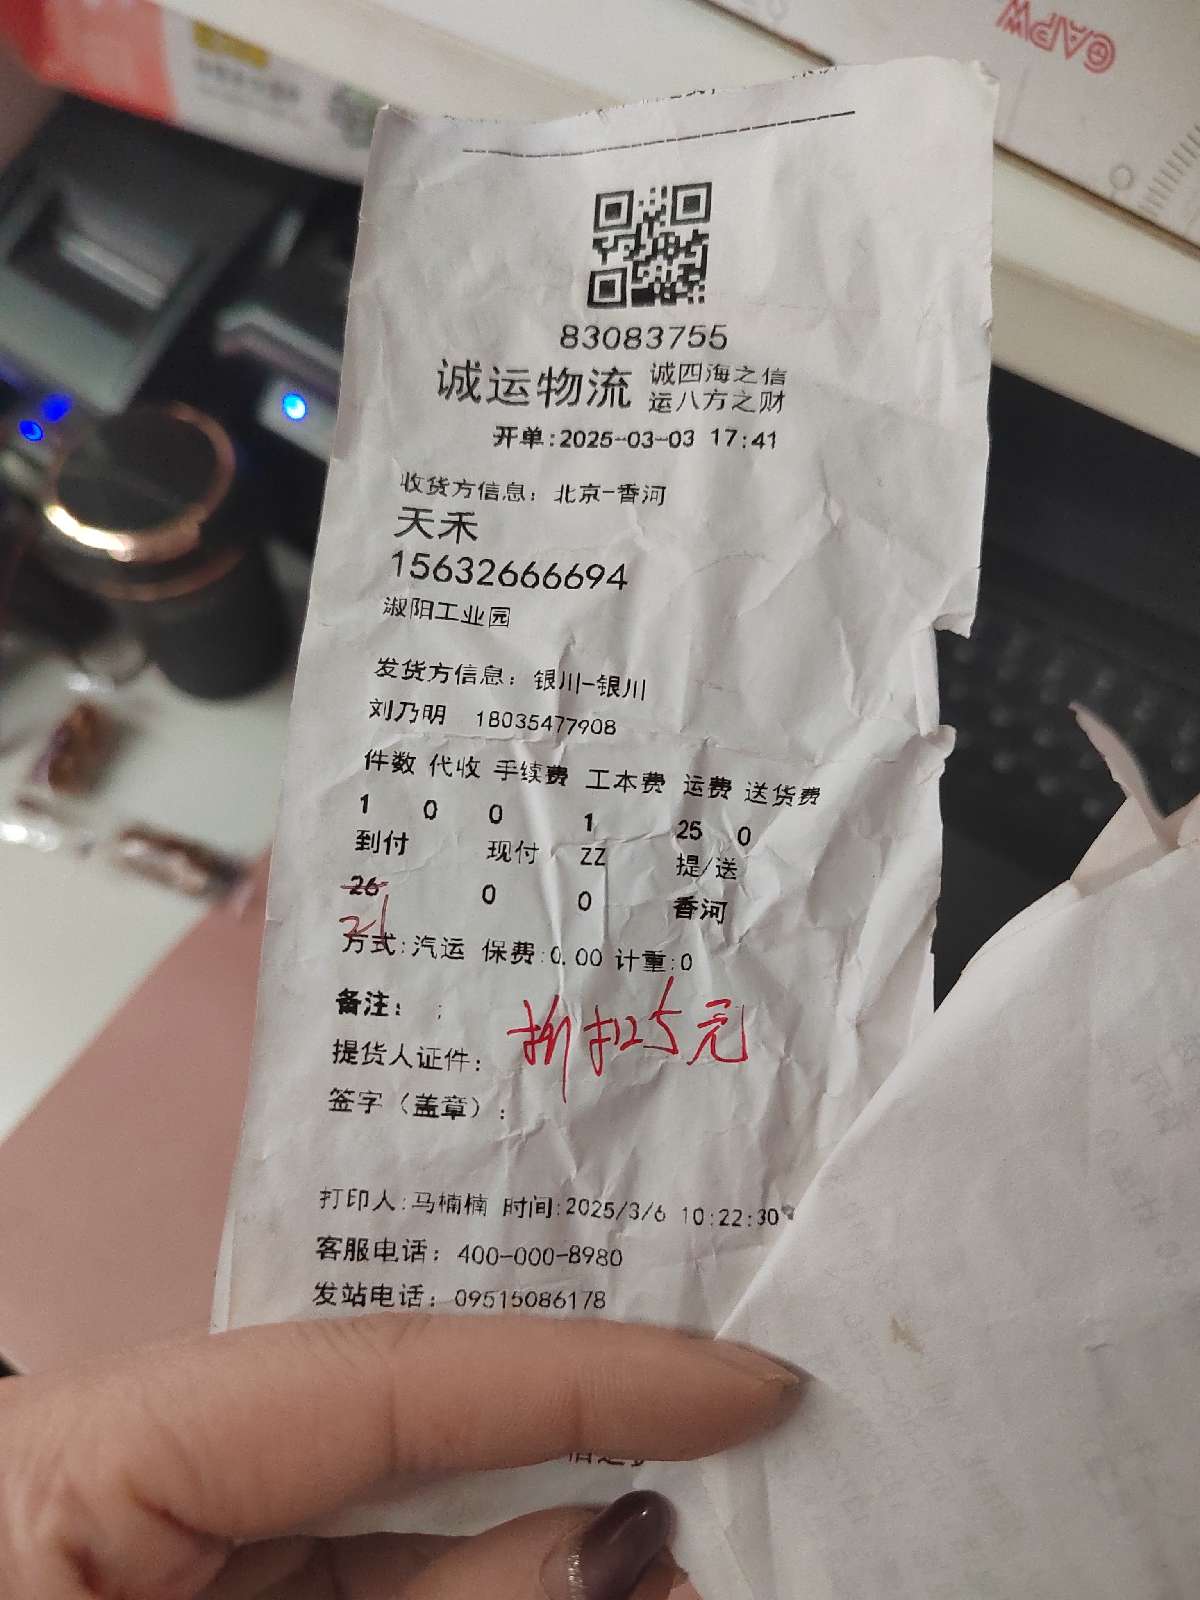 GAPW
83083755
诚运物流 诚四海之信
运八方之财
开单:2025-03-03 17:41
收货方信息: 北京-香河
天禾
15632666694
淑阳工业园
发货方信息: 银川-银川
刘乃明 18035477908
件数 代收 手续费 工本费 运费 送货费
1 0 0 1 25 0
到付 现付 ZZ 提/送
26 0 0 香河
21
方式:汽运 保费:0.00 计重:0
备注: ;
折扣25元
提货人证件:
签字（盖章）:
打印人:马楠楠 时间:2025/3/6 10:22:30
客服电话: 400-000-8980
发站电话: 09515086178